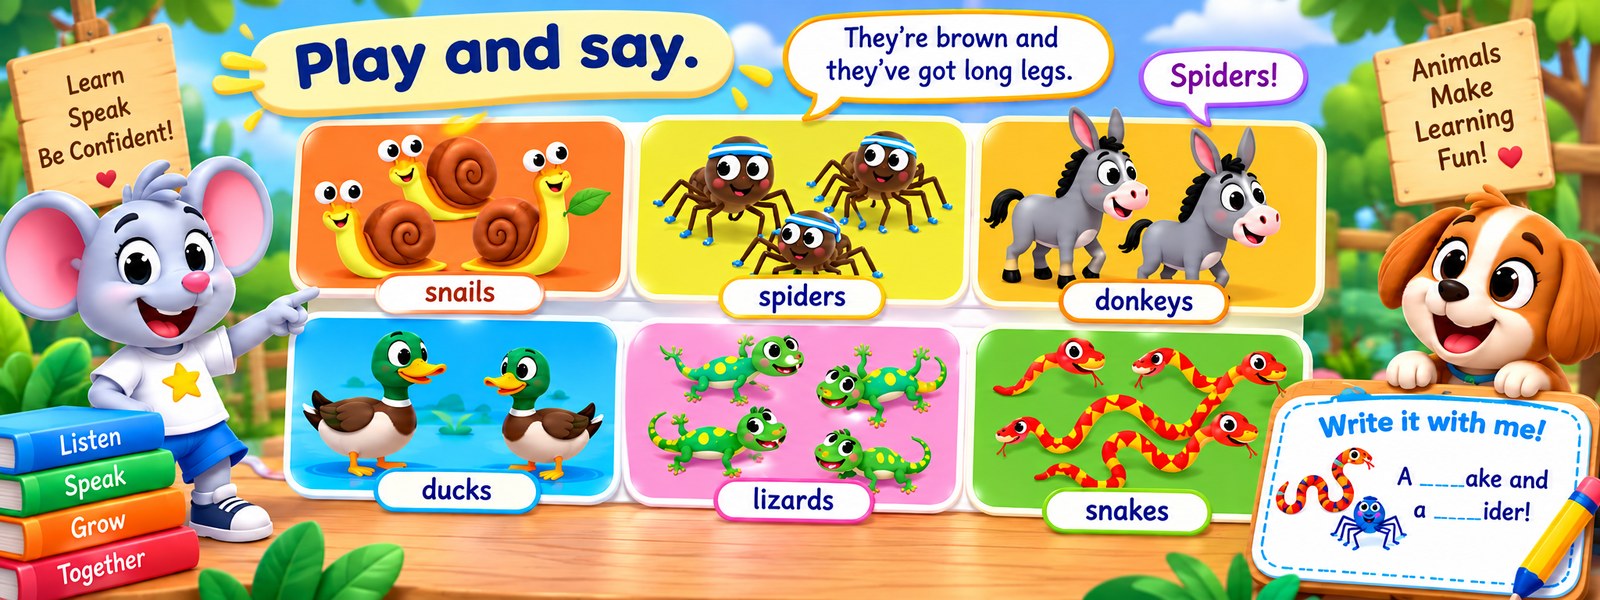 Learn
Speak
Be Confident!
Play and say.
They're brown and
they've got long legs.
Spiders!
Animals
Make
Learning
Fun!
snails
spiders
donkeys
ducks
lizards
snakes
Listen
Speak
Grow
Together
Write it with me!
A ____ake and
a ____ider!